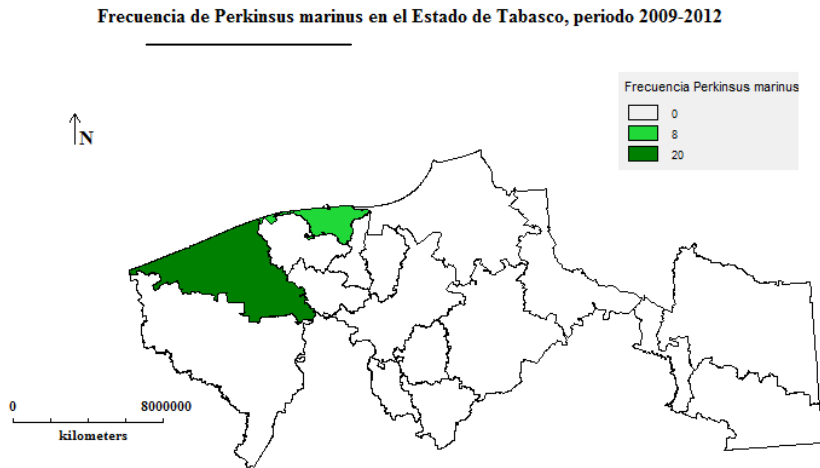 Frecuencia de Perkinsus marinus en el Estado de Tabasco, periodo 2009-2012
Frecuencia Perkinsus marinus
0
8
20
N
0 8000000
kilometers